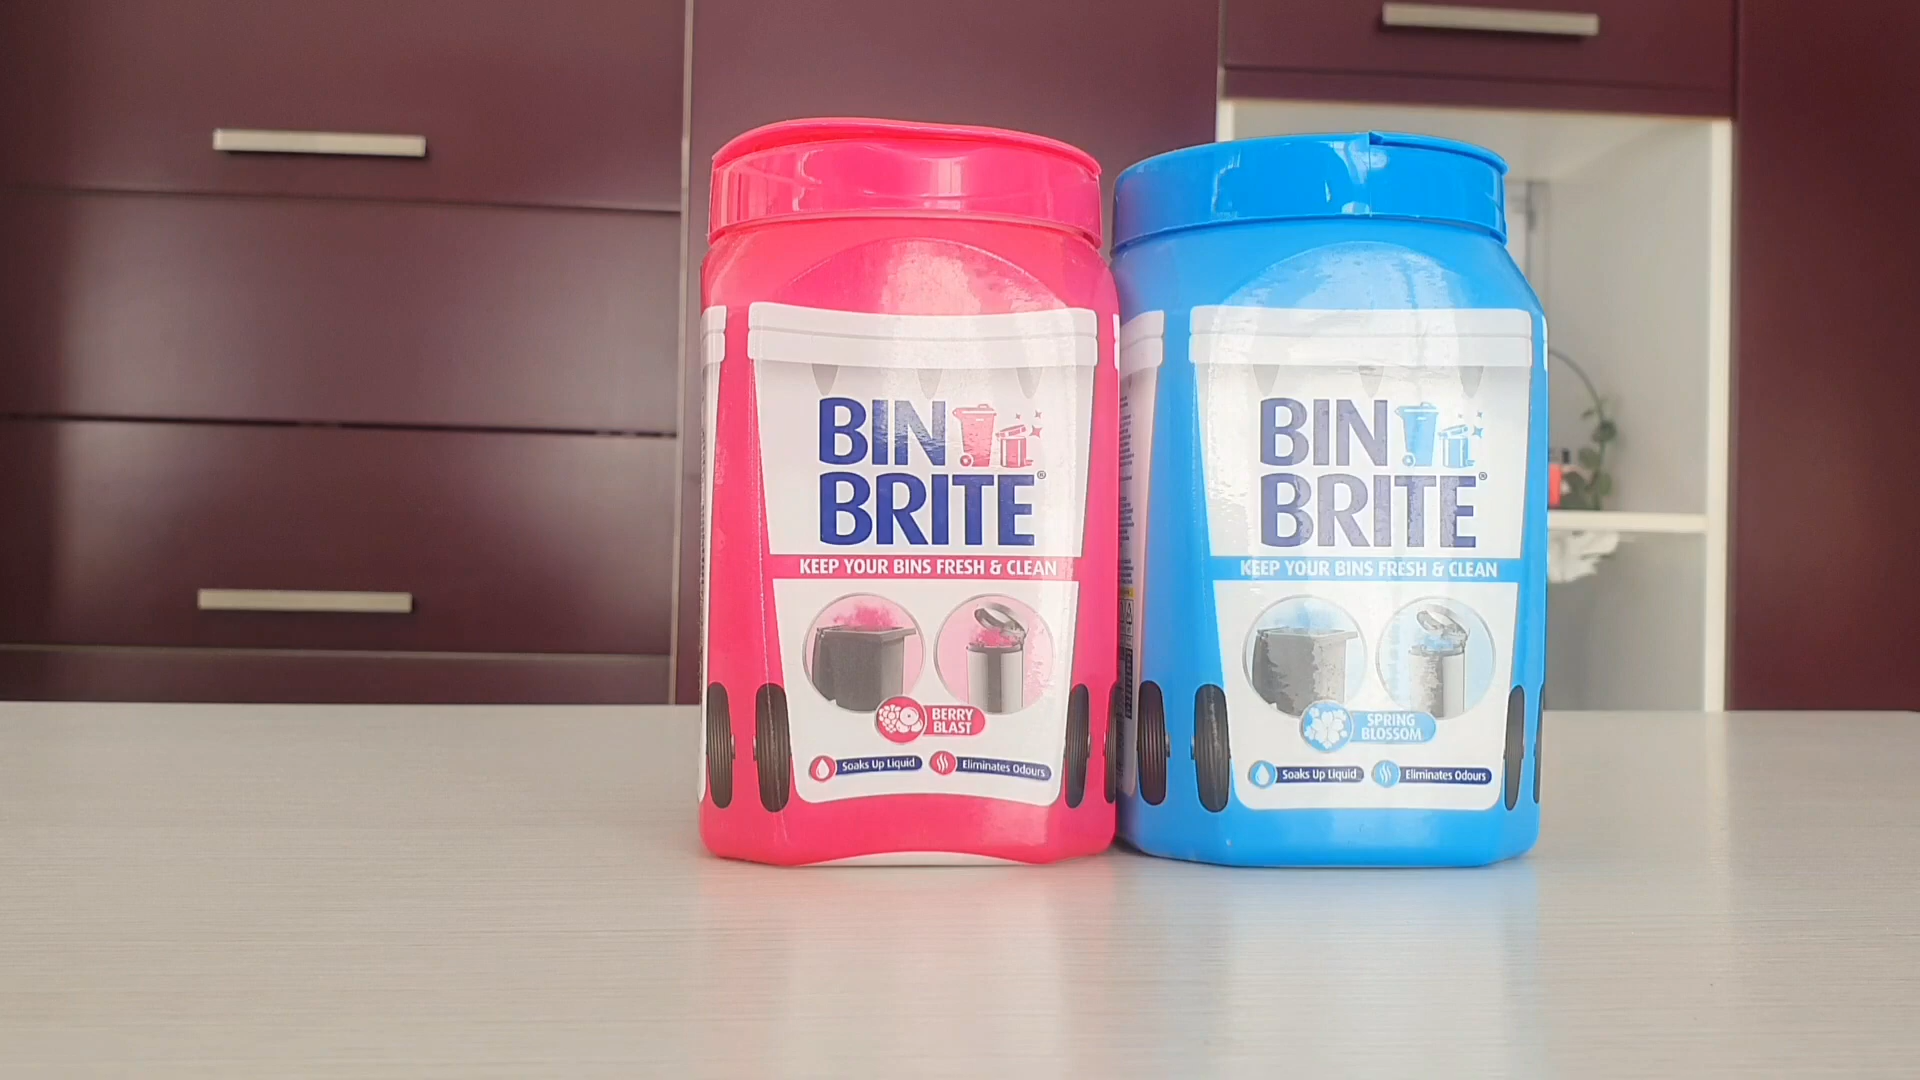 BIN
BRITE®
KEEP YOUR BINS FRESH & CLEAN
BERRY
BLAST
Soaks Up Liquid
Eliminates Odours
BIN
BRITE®
KEEP YOUR BINS FRESH & CLEAN
SPRING
BLOSSOM
Soaks Up Liquid
Eliminates Odours